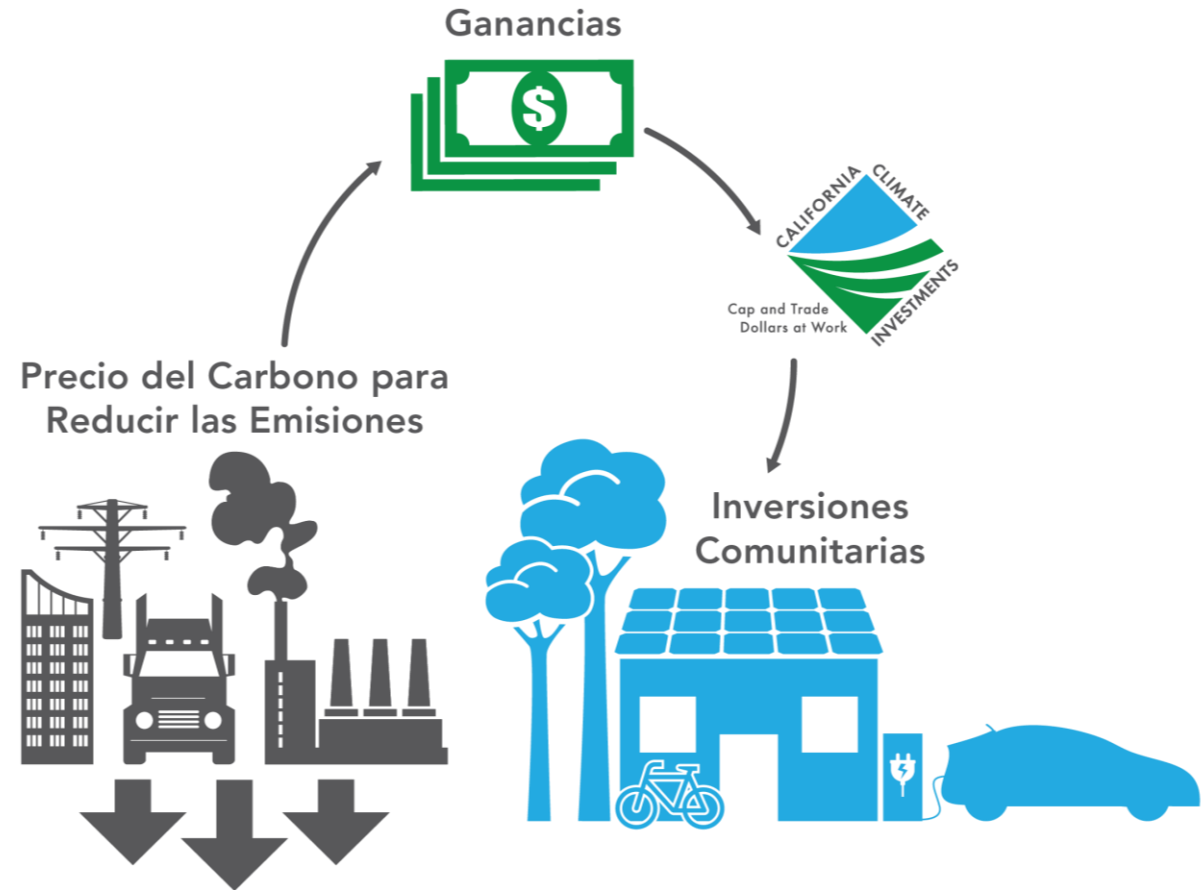 Ganancias
$
CALIFORNIA
CLIMATE
INVESTMENTS
Cap and Trade
Dollars at Work
Precio del Carbono para
Reducir las Emisiones
Inversiones
Comunitarias